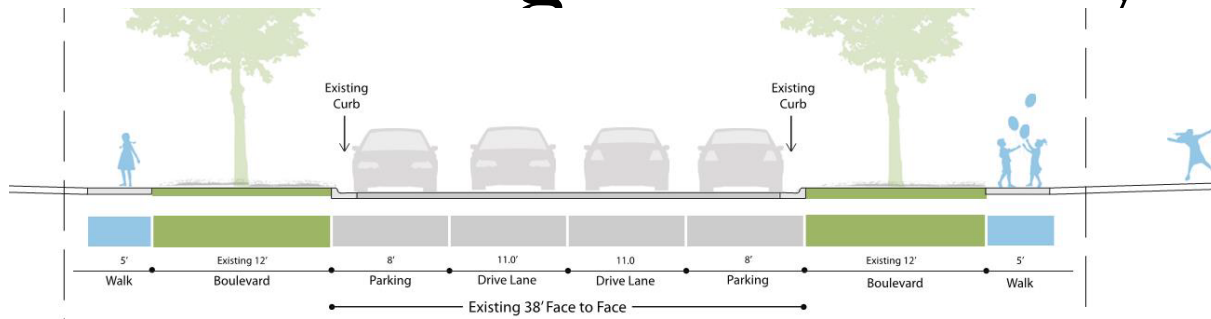 Existing
Curb
Existing
Curb
5' Existing 12' 8' 11.0' 11.0 8' Existing 12' 5'
Walk Boulevard Parking Drive Lane Drive Lane Parking Boulevard Walk
Existing 38' Face to Face